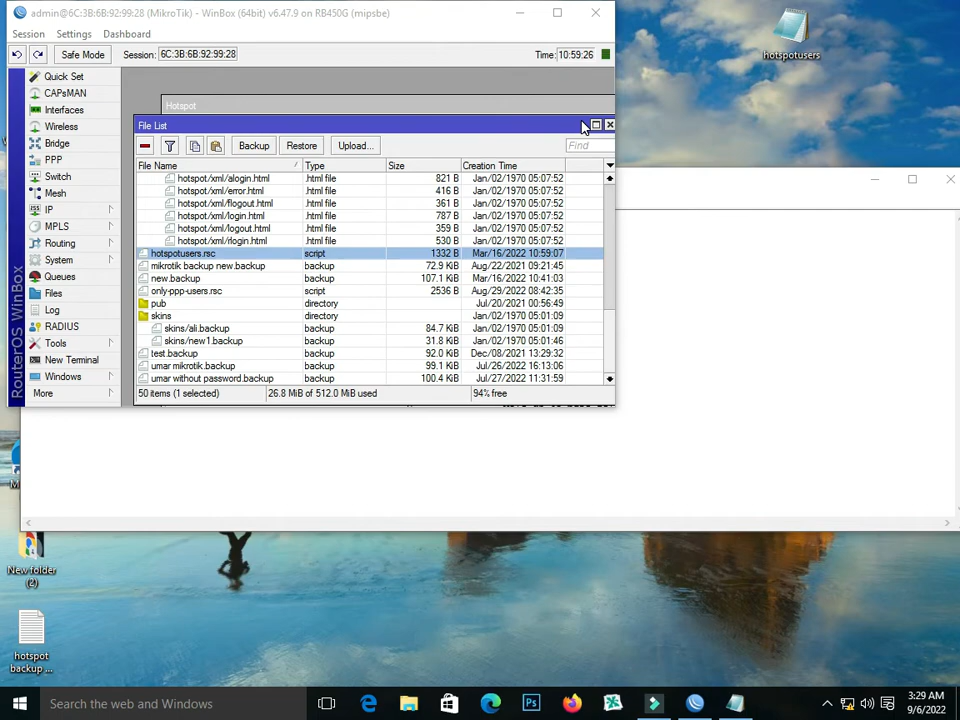 admin@6C:3B:6B:92:99:28 (MikroTik) - WinBox (64bit) v6.47.9 on RB450G (mipsbe)
Session Settings Dashboard
Safe Mode Session: 6C:3B:6B:92:99:28 Time: 10:59:26
hotspotusers
Quick Set
CAPsMAN
Interfaces
Wireless
Bridge
PPP
Switch
Mesh
IP
MPLS
Routing
System
Queues
Files
Log
RADIUS
Tools
New Terminal
Windows
More
RouterOS WinBox
Hotspot
File List
Backup Restore Upload... Find
File Name Type Size Creation Time
hotspot/xml/alogin.html .html file 821 B Jan/02/1970 05:07:52
hotspot/xml/error.html .html file 416 B Jan/02/1970 05:07:52
hotspot/xml/flogout.html .html file 361 B Jan/02/1970 05:07:52
hotspot/xml/login.html .html file 787 B Jan/02/1970 05:07:52
hotspot/xml/logout.html .html file 359 B Jan/02/1970 05:07:52
hotspot/xml/rlogin.html .html file 530 B Jan/02/1970 05:07:52
hotspotusers.rsc script 1332 B Mar/16/2022 10:59:07
mikrotik backup new.backup backup 72.9 KiB Aug/22/2021 09:21:45
new.backup backup 107.1 KiB Mar/16/2022 10:41:03
only-ppp-users.rsc script 2536 B Aug/29/2022 08:42:35
pub directory Jul/20/2021 00:56:49
skins directory Jan/02/1970 05:01:09
skins/ali.backup backup 84.7 KiB Jan/02/1970 05:01:09
skins/new1.backup backup 31.8 KiB Jan/02/1970 05:01:46
test.backup backup 92.0 KiB Dec/08/2021 13:29:32
umar mikrotik.backup backup 99.1 KiB Jul/26/2022 16:13:06
umar without password.backup backup 100.4 KiB Jul/27/2022 11:31:59
50 items (1 selected) 26.8 MiB of 512.0 MiB used 94% free
New folder
(2)
hotspot
backup ...
Search the web and Windows
3:29 AM
9/6/2022